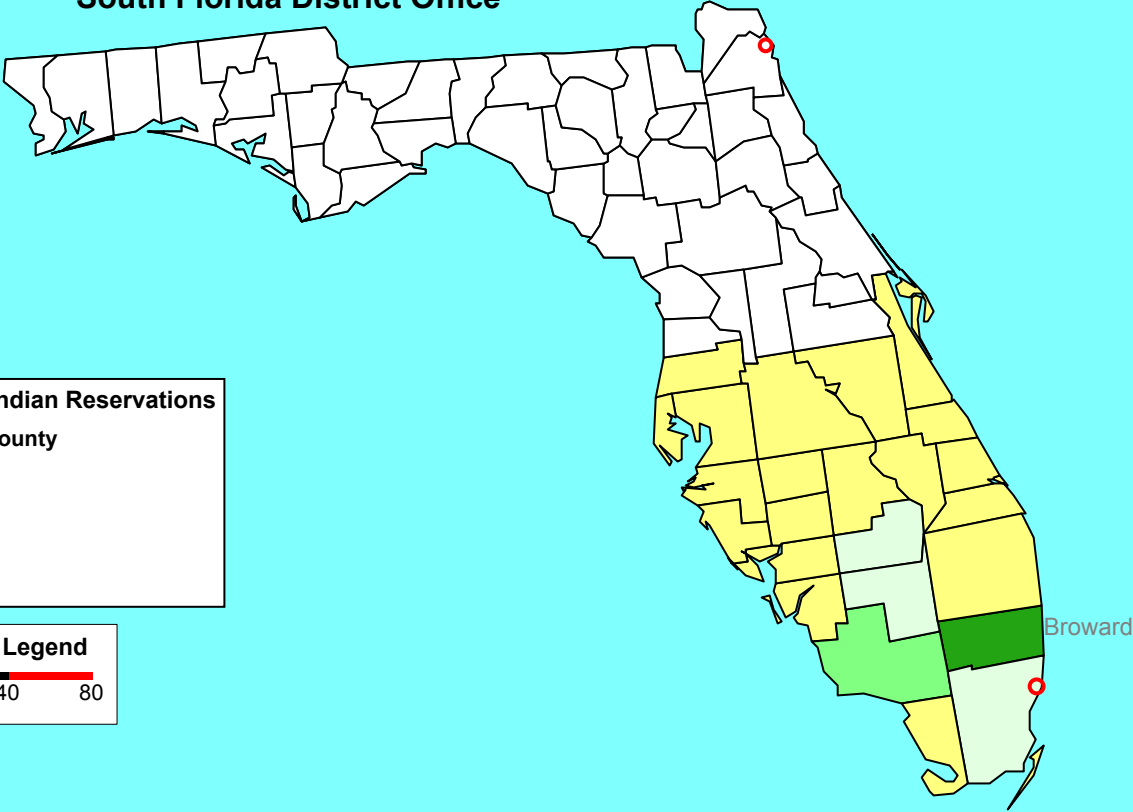 South Florida District Office
ndian Reservations
ounty
Legend
40
80
Broward